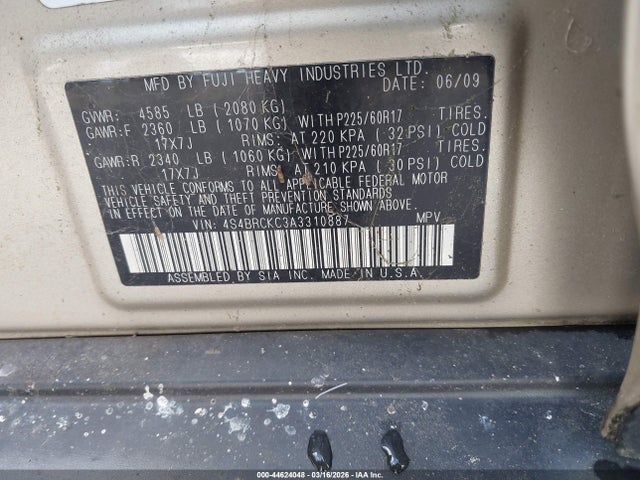 MFD BY FUJI HEAVY INDUSTRIES LTD.
DATE: 06/09
GVWR: 4585 LB (2080 KG)
GAWR:F 2360 LB (1070 KG) WITH P225/60R17 TIRES.
17X7J RIMS: AT 220 KPA (32 PSI) COLD
GAWR:R 2340 LB (1060 KG) WITH P225/60R17 TIRES.
17X7J RIMS: AT 210 KPA (30 PSI) COLD
THIS VEHICLE CONFORMS TO ALL APPLICABLE FEDERAL MOTOR
VEHICLE SAFETY AND THEFT PREVENTION STANDARDS
IN EFFECT ON THE DATE OF MANUFACTURE SHOWN ABOVE.
VIN: 4S4BRCKC3A3310887 MPV
ASSEMBLED BY SIA INC. MADE IN U.S.A.
000-44624048 - 03/16/2026 - IAA Inc.